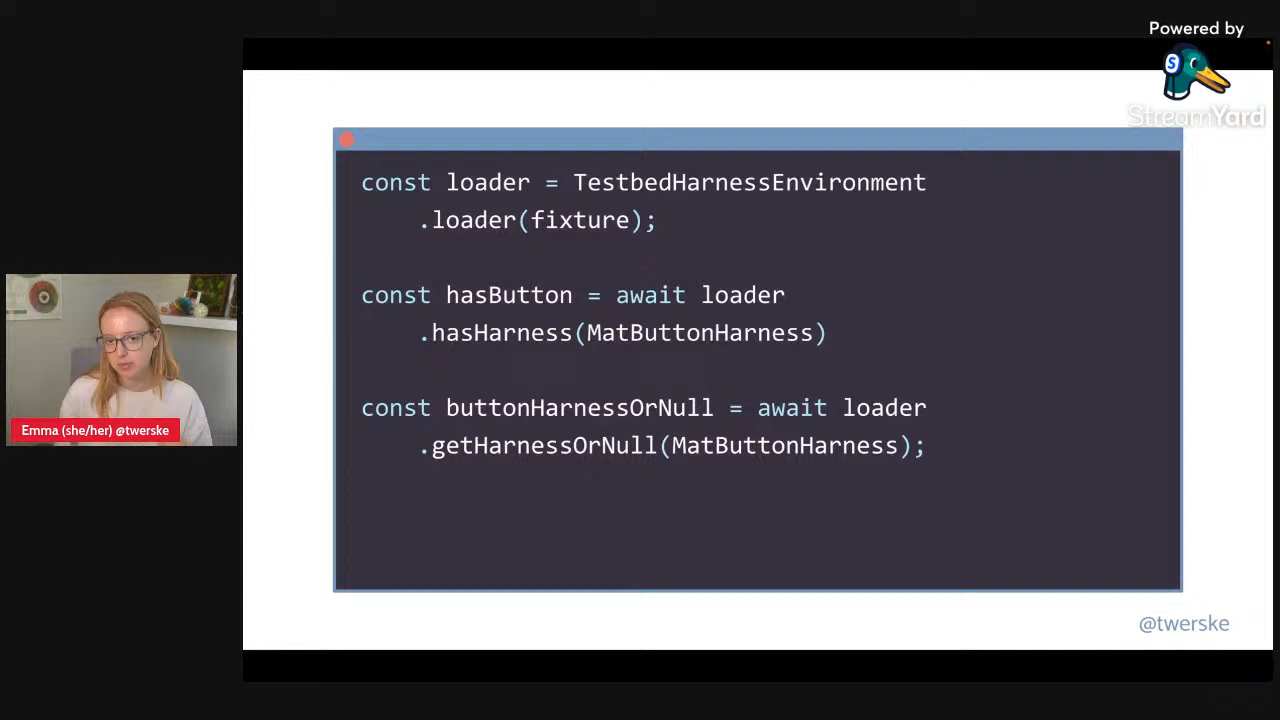 Powered by
S
StreamYard
const loader = TestbedHarnessEnvironment
.loader(fixture);
const hasButton = await loader
.hasHarness(MatButtonHarness)
const buttonHarnessOrNull = await loader
.getHarnessOrNull(MatButtonHarness);
Emma (she/her) @twerske
@twerske